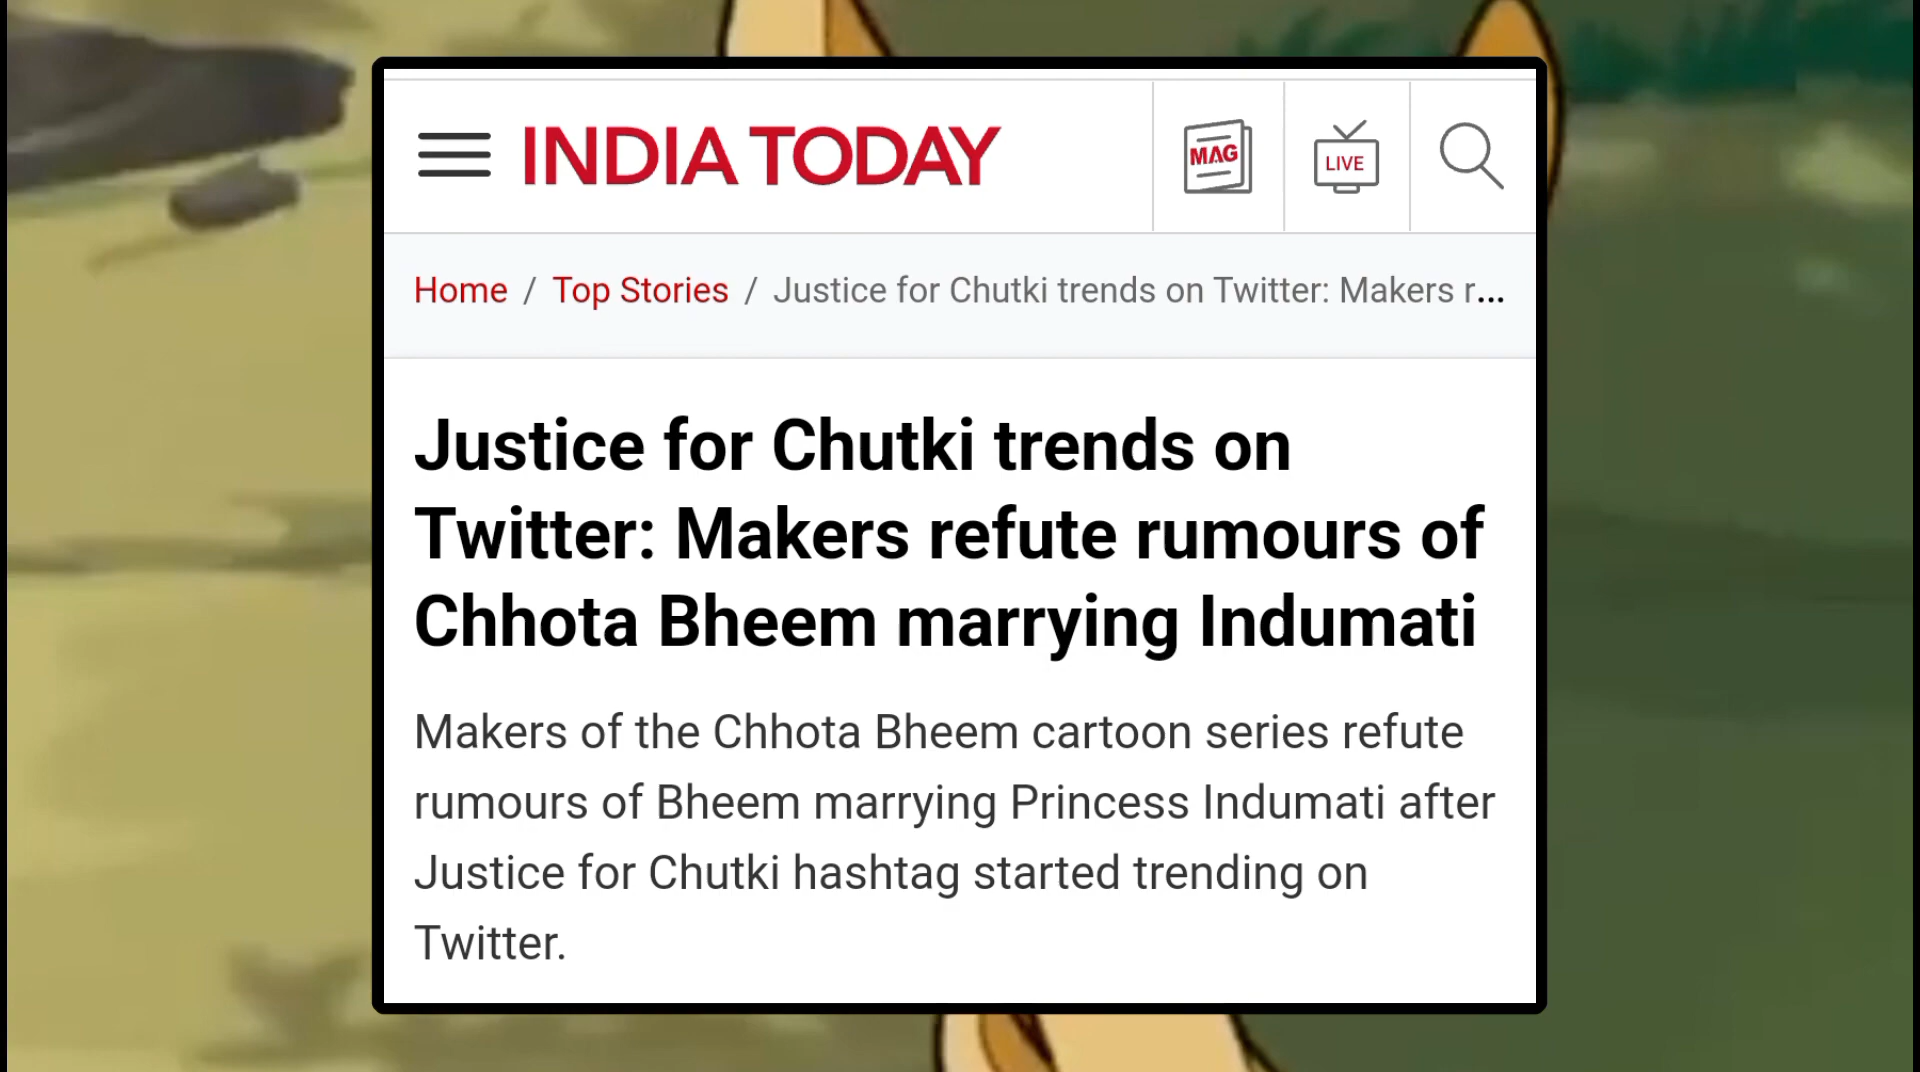 INDIA TODAY
MAG
LIVE
Home / Top Stories / Justice for Chutki trends on Twitter: Makers r...
Justice for Chutki trends on
Twitter: Makers refute rumours of
Chhota Bheem marrying Indumati
Makers of the Chhota Bheem cartoon series refute
rumours of Bheem marrying Princess Indumati after
Justice for Chutki hashtag started trending on
Twitter.